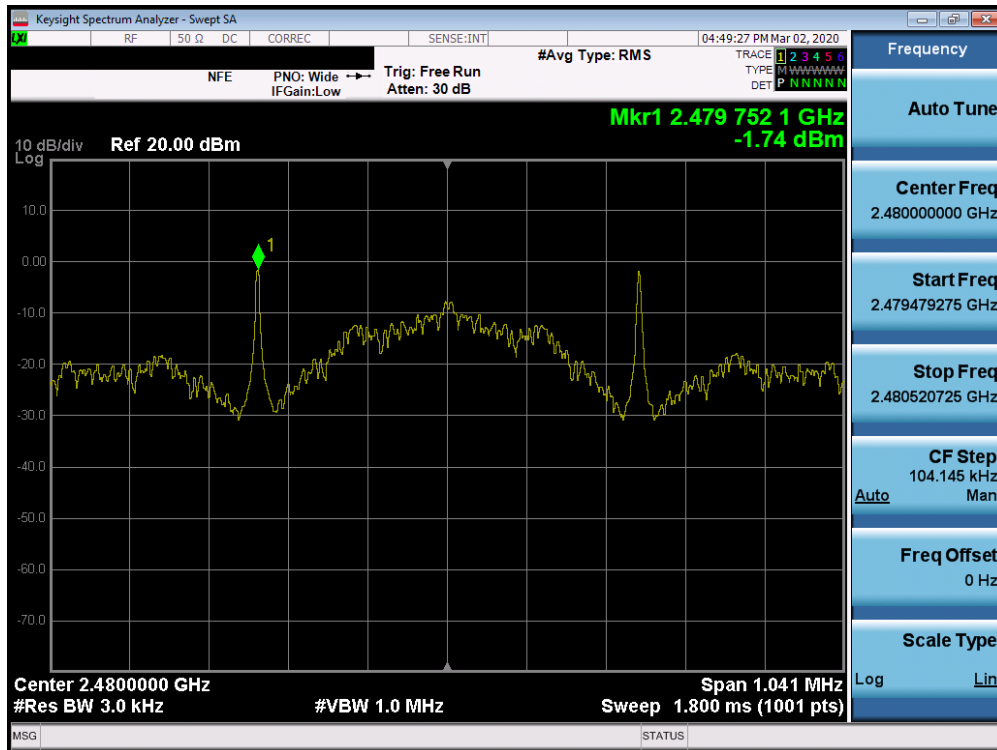 Keysight Spectrum Analyzer - Swept SA
LXI RF 50 Ω DC CORREC SENSE:INT 04:49:27 PM Mar 02, 2020
Frequency
NFE PNO: Wide Trig: Free Run #Avg Type: RMS TRACE 1 2 3 4 5 6
IFGain:Low Atten: 30 dB TYPE M WWWWW
DET P N N N N N
Auto Tune
Mkr1 2.479 752 1 GHz
-1.74 dBm
10 dB/div Ref 20.00 dBm
Log
10.0
0.00
-10.0
-20.0
-30.0
-40.0
-50.0
-60.0
-70.0
1
Center Freq
2.480000000 GHz
Start Freq
2.479479275 GHz
Stop Freq
2.480520725 GHz
CF Step
104.145 kHz
Auto Man
Freq Offset
0 Hz
Scale Type
Log Lin
Center 2.4800000 GHz Span 1.041 MHz
#Res BW 3.0 kHz #VBW 1.0 MHz Sweep 1.800 ms (1001 pts)
MSG STATUS